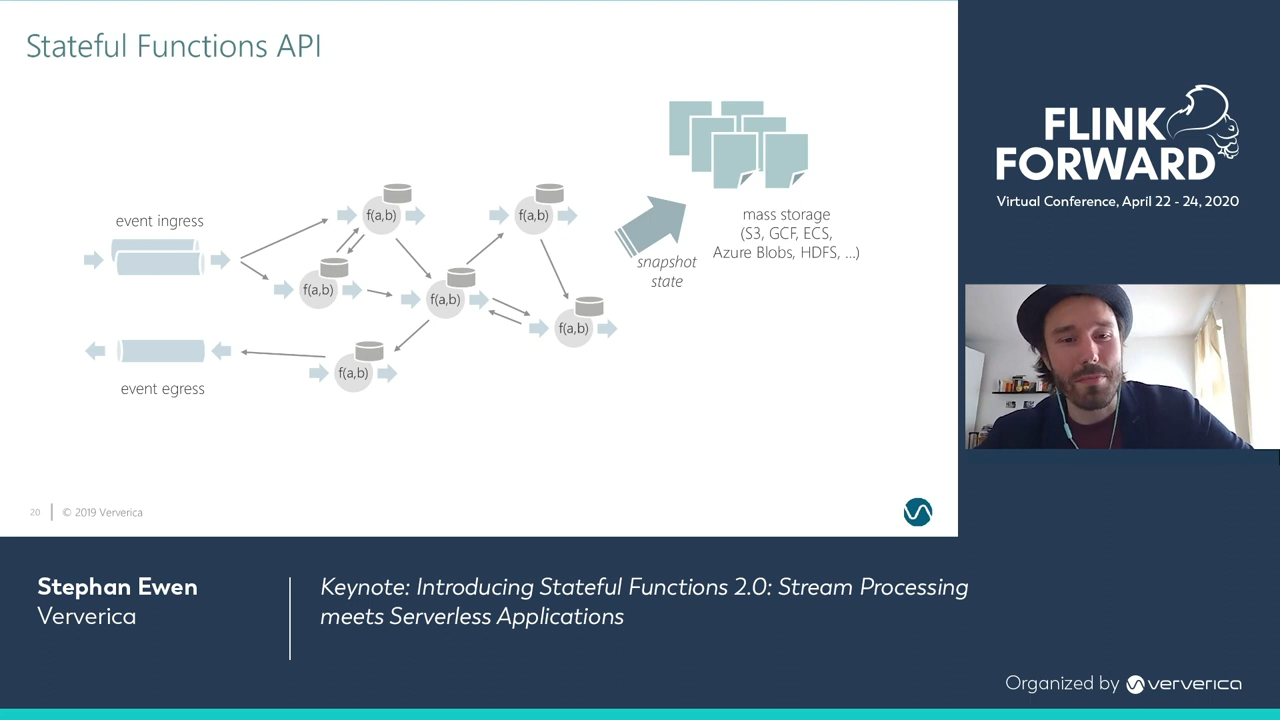 Stateful Functions API
event ingress
f(a,b)
f(a,b)
f(a,b)
f(a,b)
f(a,b)
f(a,b)
event egress
snapshot
state
mass storage
(S3, GCF, ECS,
Azure Blobs, HDFS, ...)
20
© 2019 Ververica
FLINK
FORWARD
Virtual Conference, April 22 - 24, 2020
Stephan Ewen
Ververica
Keynote: Introducing Stateful Functions 2.0: Stream Processing
meets Serverless Applications
Organized by ververica